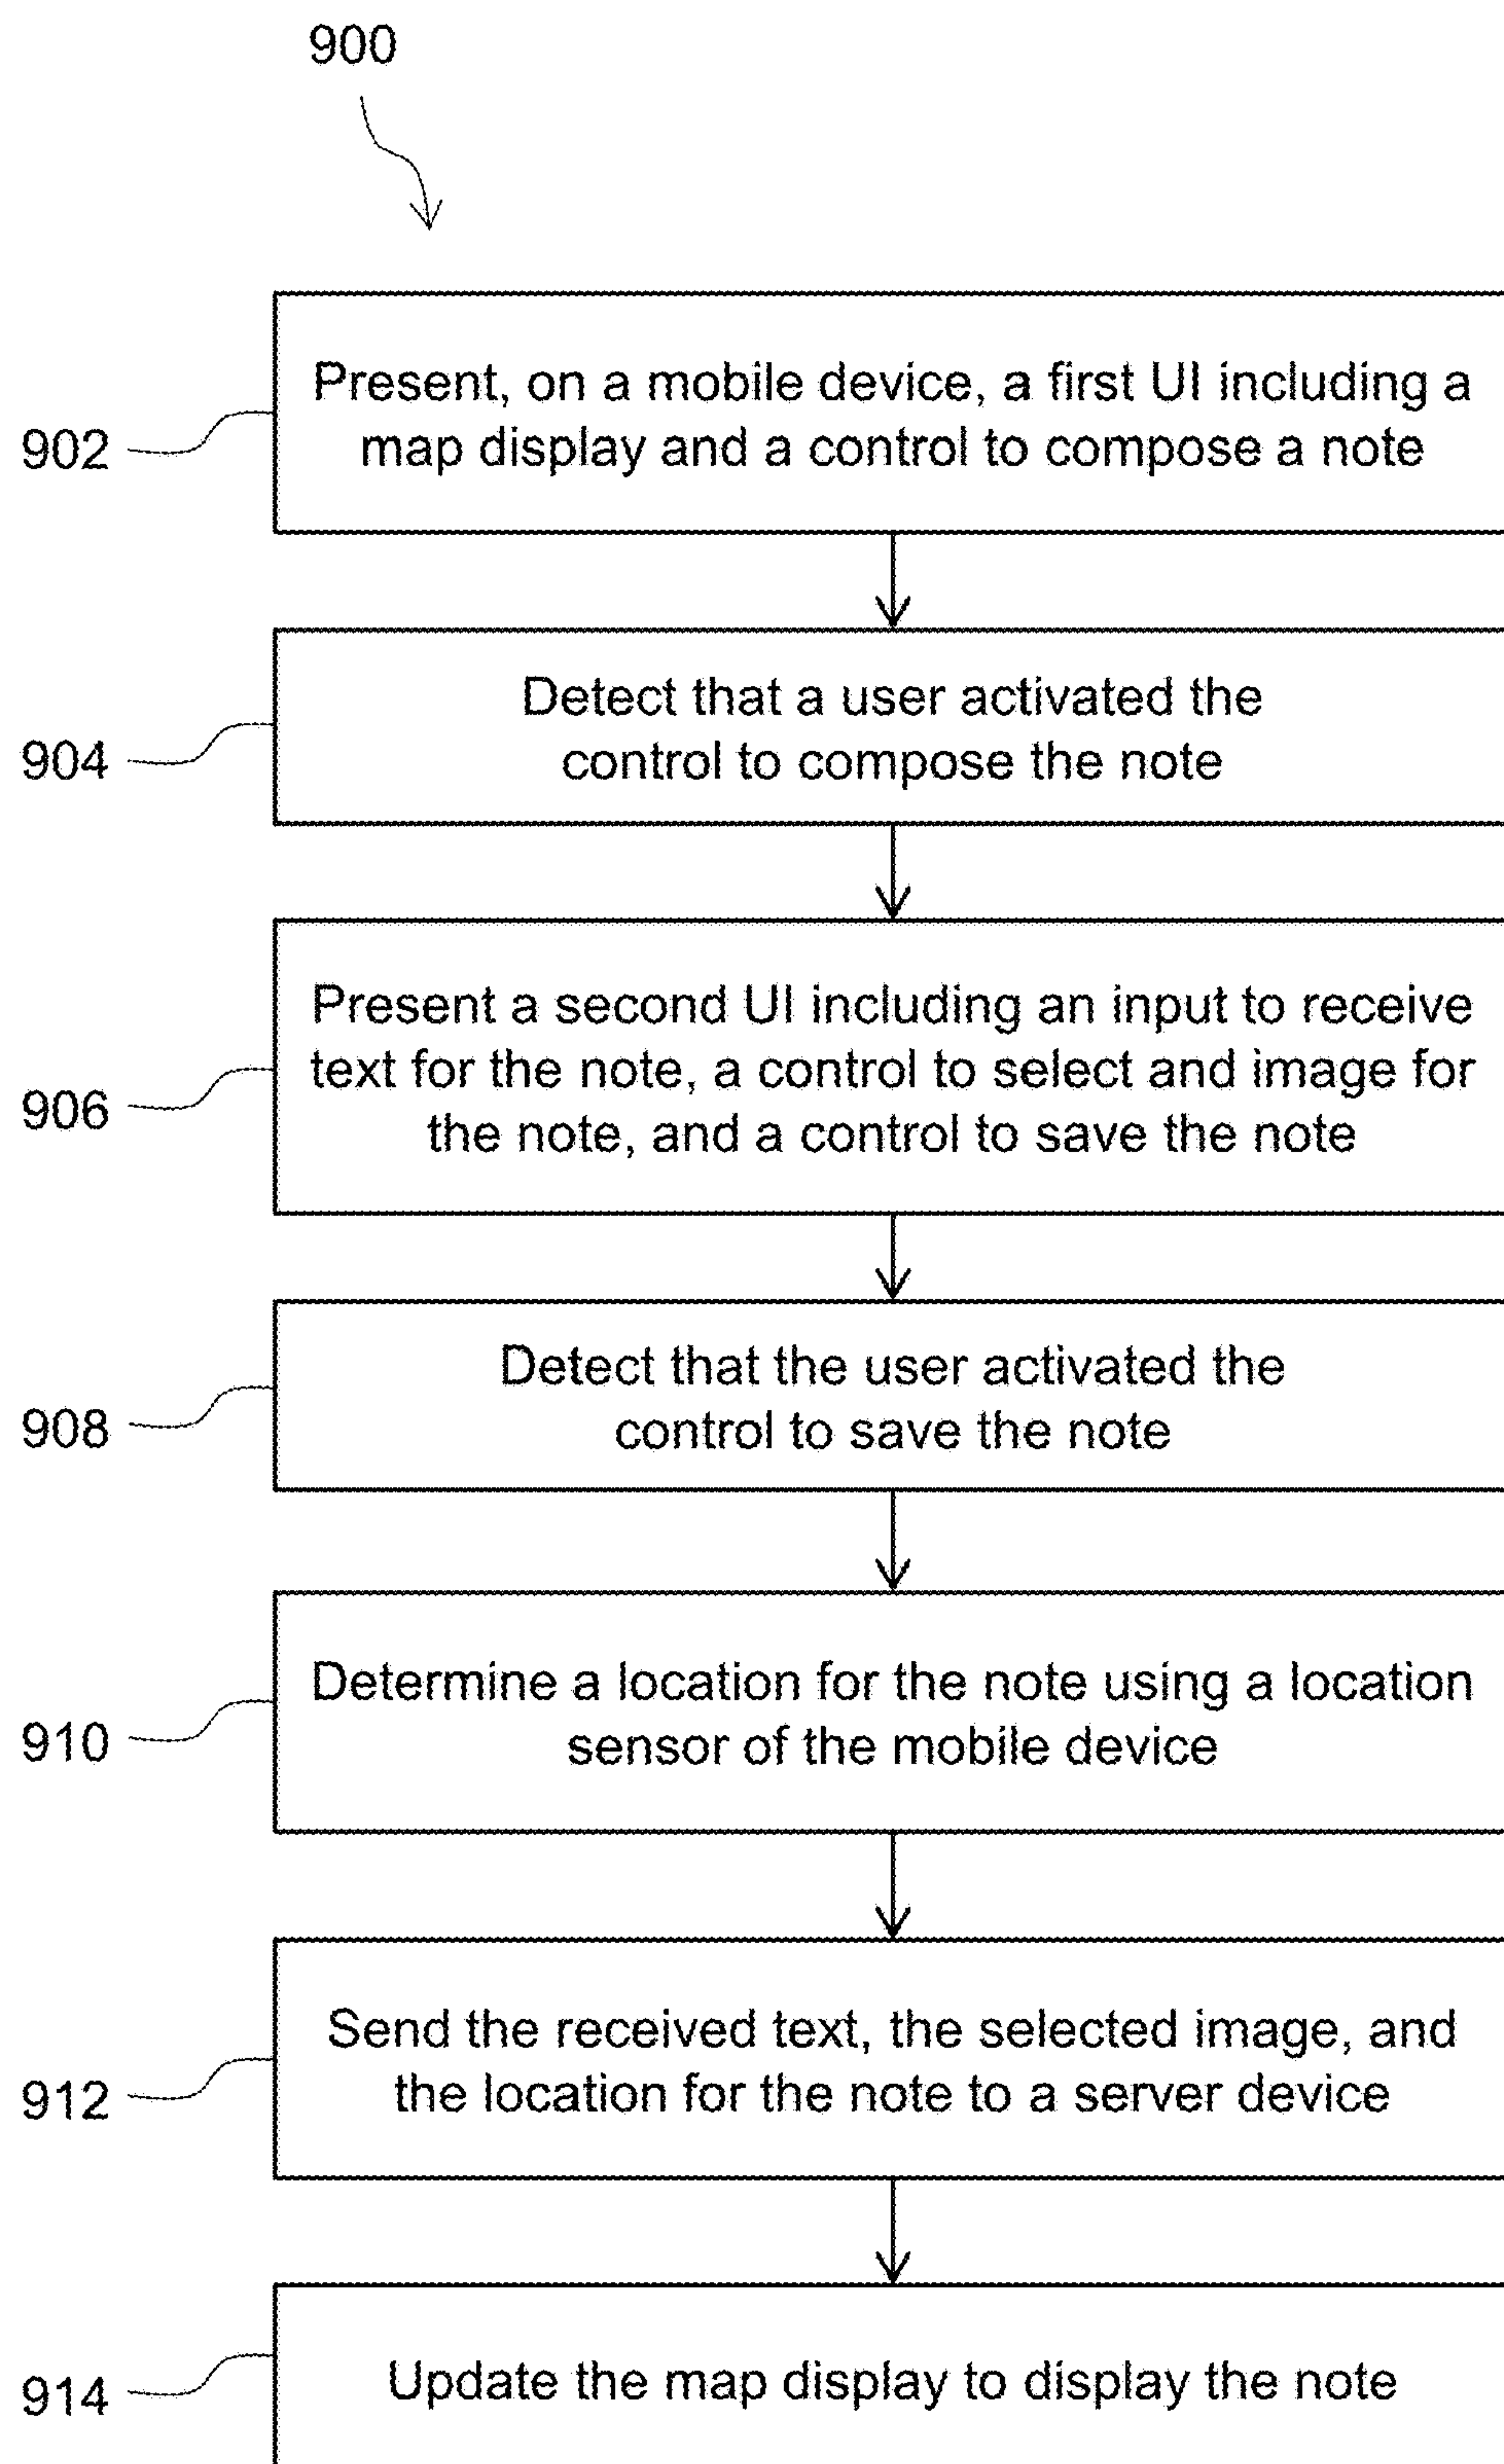 900
902
Present, on a mobile device, a first UI including a
map display and a control to compose a note
904
Detect that a user activated the
control to compose the note
906
Present a second UI including an input to receive
text for the note, a control to select and image for
the note, and a control to save the note
908
Detect that the user activated the
control to save the note
910
Determine a location for the note using a location
sensor of the mobile device
912
Send the received text, the selected image, and
the location for the note to a server device
914
Update the map display to display the note